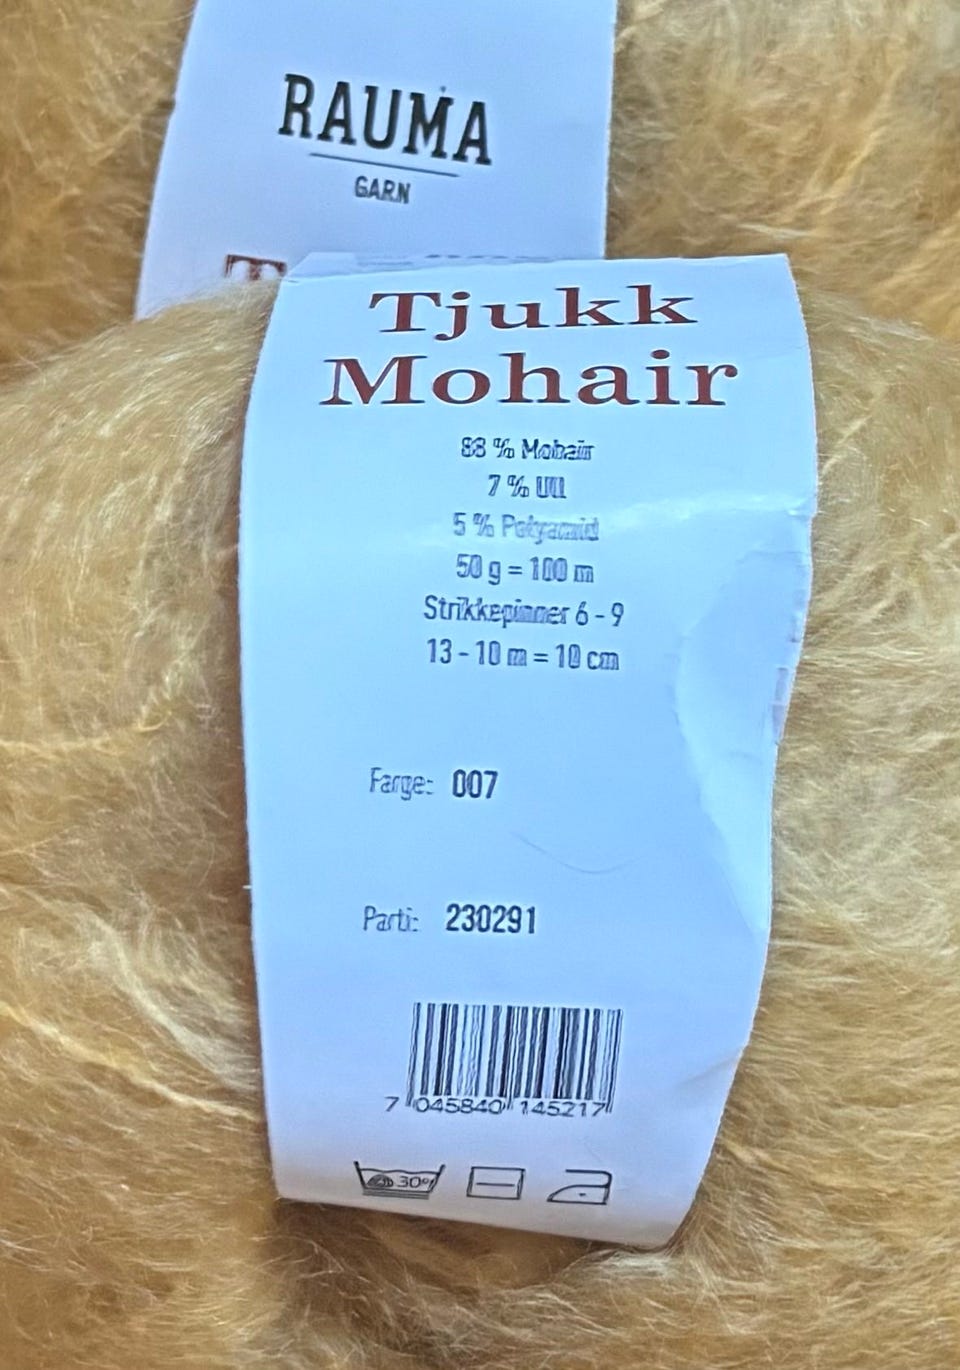 RAUMA
GARN
Tjukk
Mohair
88 % Mohair
7 % Ull
5 % Polyamid
50 g = 100 m
Strikkepinner 6 - 9
13 - 10 m = 10 cm
Farge: 007
Parti: 230291
7 045840 145217
30°